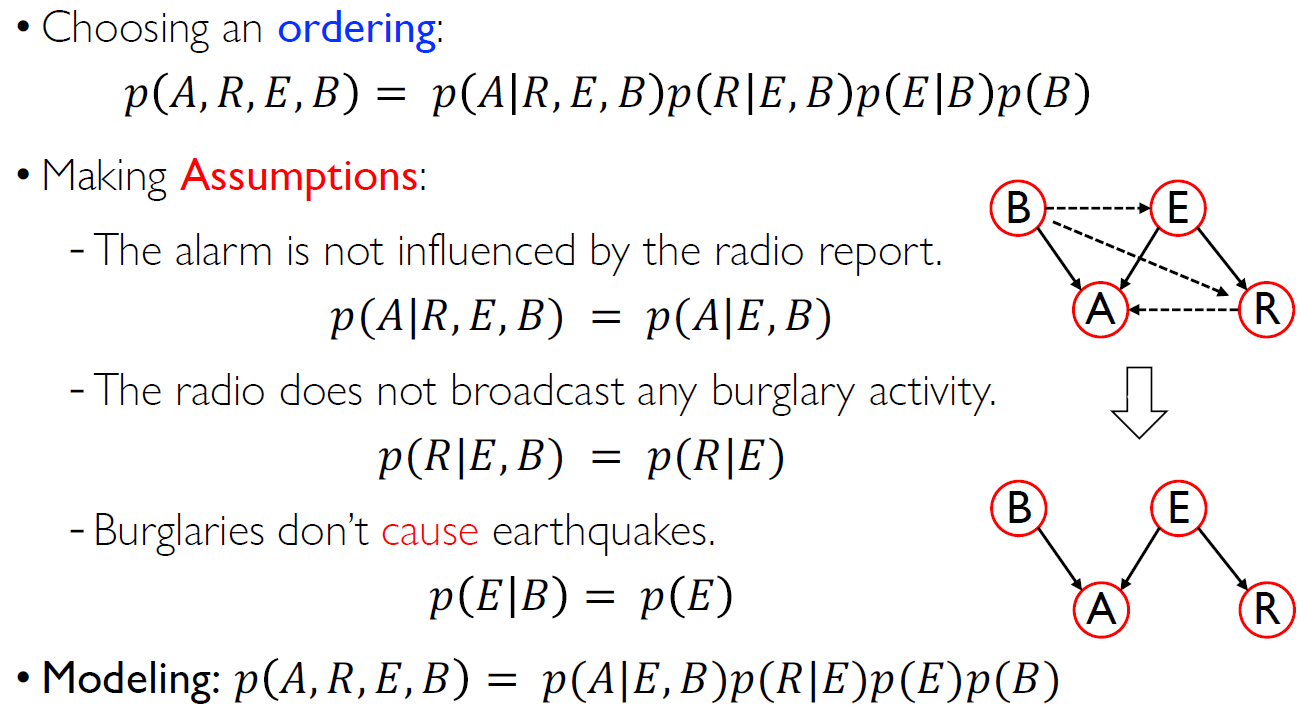 • Choosing an ordering:
p(A, R, E, B) = p(A|R, E, B)p(R|E, B)p(E|B)p(B)
• Making Assumptions:
- The alarm is not influenced by the radio report.
p(A|R, E, B) = p(A|E, B)
- The radio does not broadcast any burglary activity.
p(R|E, B) = p(R|E)
- Burglaries don’t cause earthquakes.
p(E|B) = p(E)
• Modeling: p(A, R, E, B) = p(A|E, B)p(R|E)p(E)p(B)
B E
A R
B E
A R